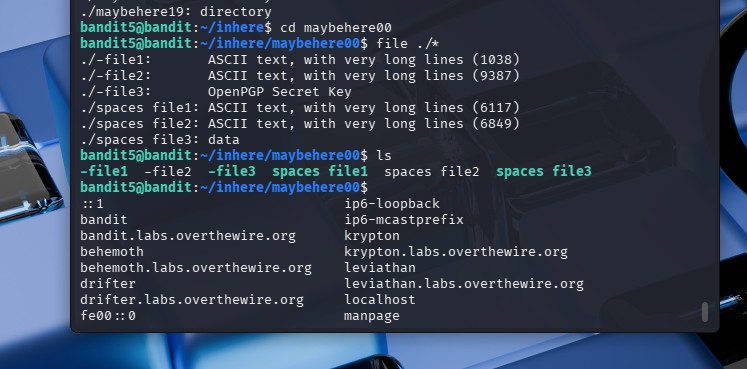 ./maybehere19: directory
bandit5@bandit:~/inhere$ cd maybehere00
bandit5@bandit:~/inhere/maybehere00$ file ./*
./-file1:       ASCII text, with very long lines (1038)
./-file2:       ASCII text, with very long lines (9387)
./-file3:       OpenPGP Secret Key
./spaces file1: ASCII text, with very long lines (6117)
./spaces file2: ASCII text, with very long lines (6849)
./spaces file3: data
bandit5@bandit:~/inhere/maybehere00$ ls
-file1  -file2  -file3  spaces file1  spaces file2  spaces file3
bandit5@bandit:~/inhere/maybehere00$
::1                              ip6-loopback
bandit                           ip6-mcastprefix
bandit.labs.overthewire.org      krypton
behemoth                         krypton.labs.overthewire.org
behemoth.labs.overthewire.org    leviathan
drifter                          leviathan.labs.overthewire.org
drifter.labs.overthewire.org     localhost
fe00::0                          manpage